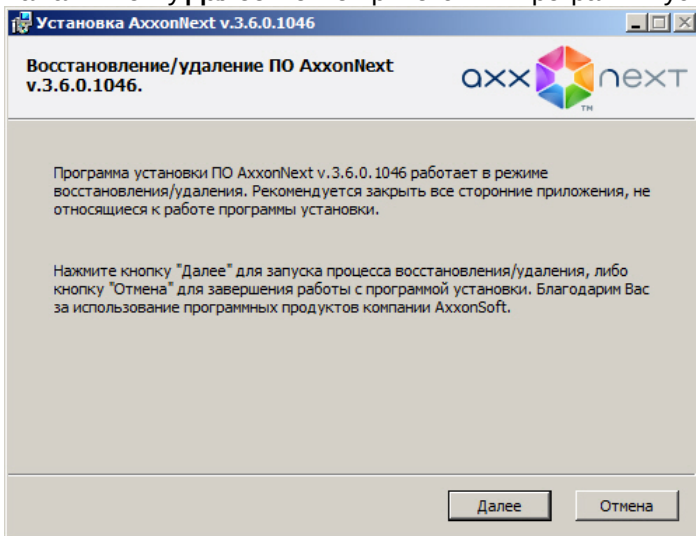 Установка AxxonNext v.3.6.0.1046
Восстановление/удаление ПО AxxonNext
v.3.6.0.1046.
axx next
TM
Программа установки ПО AxxonNext v.3.6.0.1046 работает в режиме
восстановления/удаления. Рекомендуется закрыть все сторонние приложения, не
относящиеся к работе программы установки.
Нажмите кнопку "Далее" для запуска процесса восстановления/удаления, либо
кнопку "Отмена" для завершения работы с программой установки. Благодарим Вас
за использование программных продуктов компании AxxonSoft.
Далее
Отмена